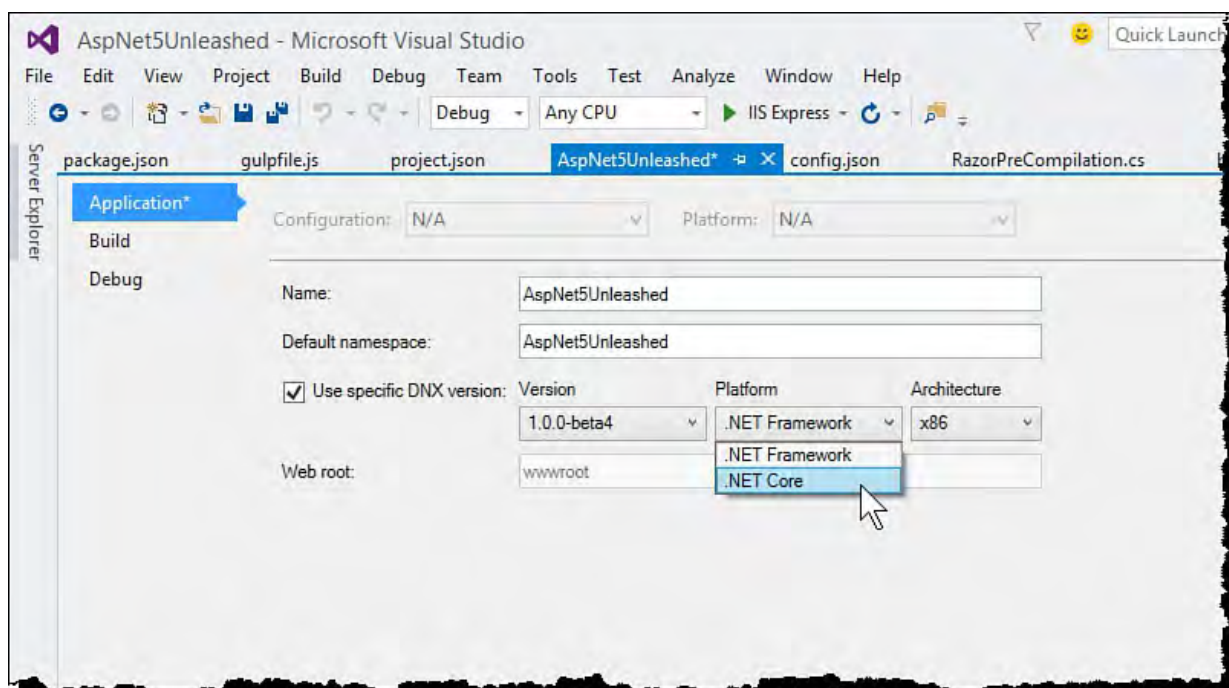 AspNet5Unleashed - Microsoft Visual Studio
Quick Launch
File Edit View Project Build Debug Team Tools Test Analyze Window Help
Debug Any CPU IIS Express
Server Explorer
package.json gulpfile.js project.json AspNet5Unleashed* config.json RazorPreCompilation.cs
Application*
Build
Debug
Configuration: N/A Platform: N/A
Name: AspNet5Unleashed
Default namespace: AspNet5Unleashed
Use specific DNX version: Version Platform Architecture
1.0.0-beta4 .NET Framework x86
.NET Framework
.NET Core
Web root: wwwroot